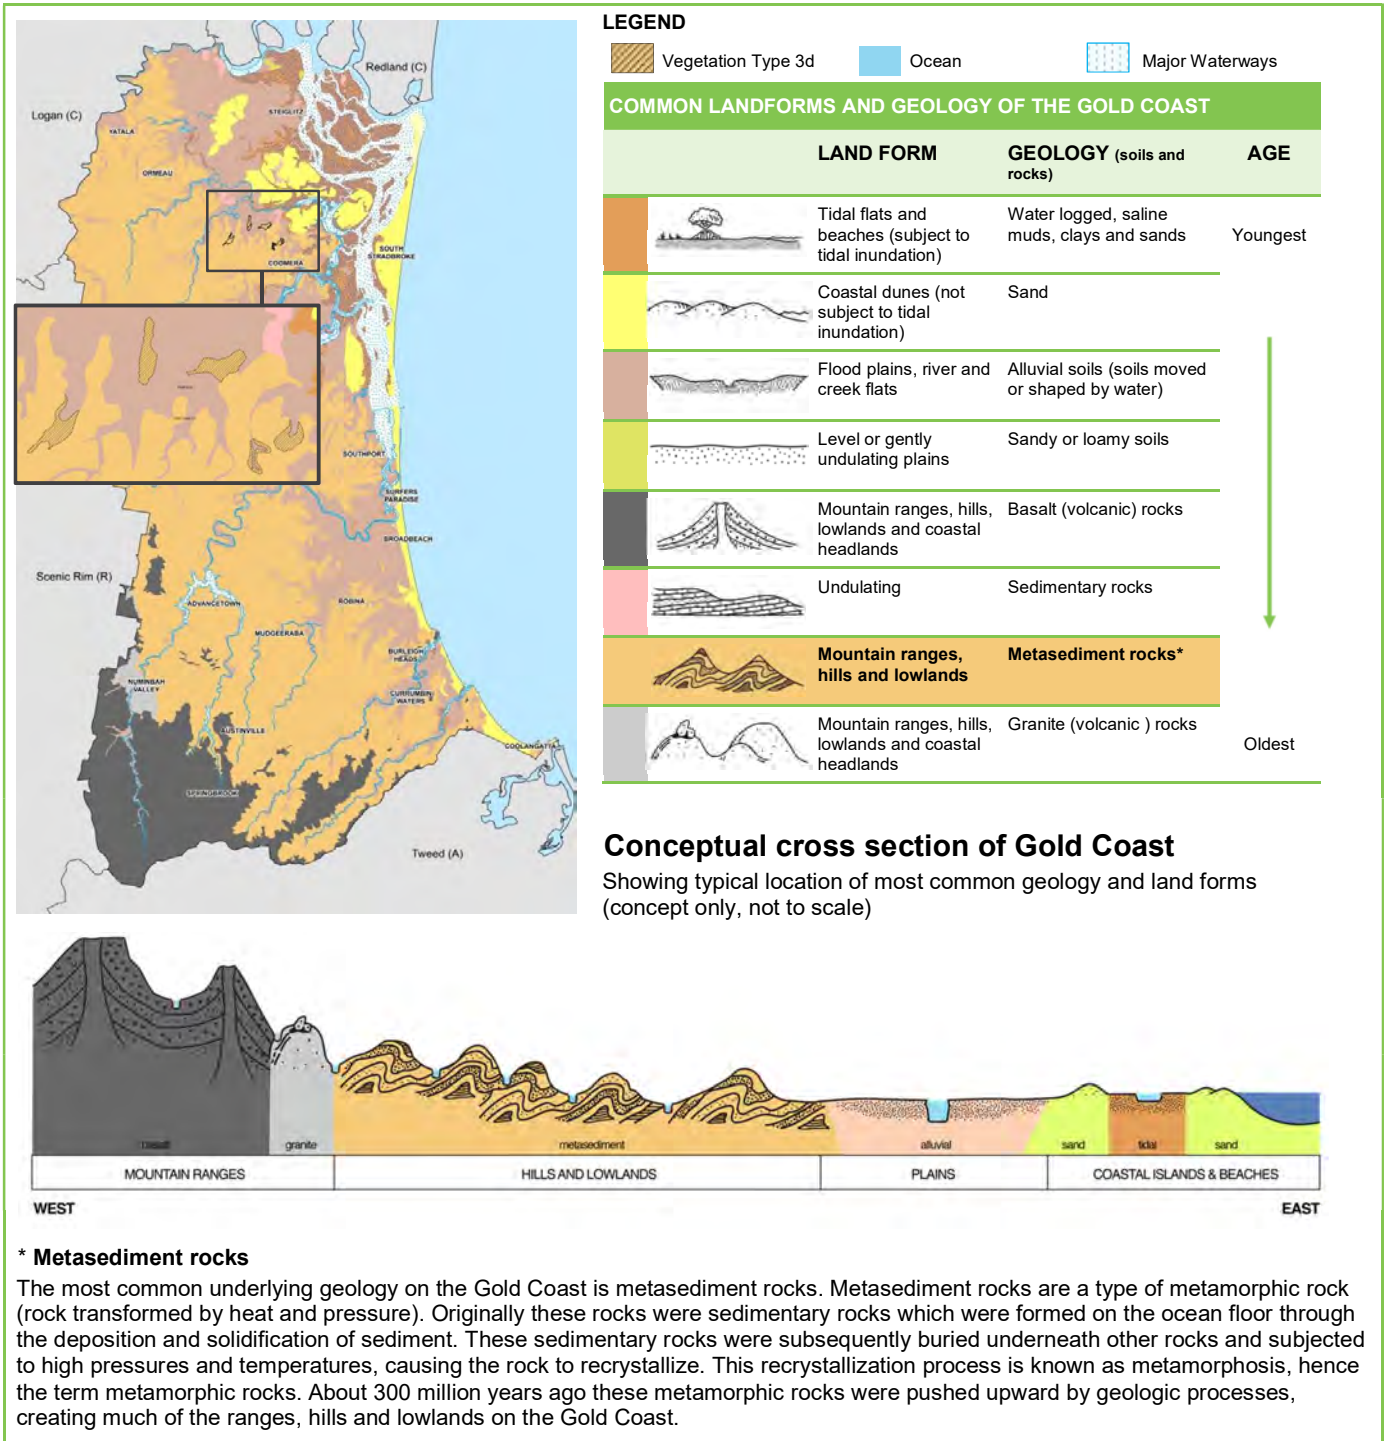 LEGEND
Vegetation Type 3d
Ocean
Major Waterways
COMMON LANDFORMS AND GEOLOGY OF THE GOLD COAST
LAND FORM
GEOLOGY (soils and
rocks)
AGE
Tidal flats and
beaches (subject to
tidal inundation)
Water logged, saline
muds, clays and sands
Youngest
Coastal dunes (not
subject to tidal
inundation)
Sand
Flood plains, river and
creek flats
Alluvial soils (soils moved
or shaped by water)
Level or gently
undulating plains
Sandy or loamy soils
Mountain ranges, hills,
lowlands and coastal
headlands
Basalt (volcanic) rocks
Undulating
Sedimentary rocks
Mountain ranges,
hills and lowlands
Metasediment rocks*
Mountain ranges, hills,
lowlands and coastal
headlands
Granite (volcanic ) rocks
Oldest
Redland (C)
Logan (C)
STEIGLITZ
YATALA
ORMEAU
COOMERA
SOUTH
STRADBROKE
SOUTHPORT
SURFERS
PARADISE
BROADBEACH
Scenic Rim (R)
ADVANCETOWN
ROBINA
MUDGEERABA
BURLEIGH
HEADS
NUMINBAH
VALLEY
CURRUMBIN
WATERS
AUSTINVILLE
COOLANGATTA
SPRINGBROOK
Tweed (A)
Conceptual cross section of Gold Coast
Showing typical location of most common geology and land forms
(concept only, not to scale)
basalt
granite
metasediment
alluvial
sand
tidal
sand
MOUNTAIN RANGES
HILLS AND LOWLANDS
PLAINS
COASTAL ISLANDS & BEACHES
WEST
EAST
* Metasediment rocks
The most common underlying geology on the Gold Coast is metasediment rocks. Metasediment rocks are a type of metamorphic rock
(rock transformed by heat and pressure). Originally these rocks were sedimentary rocks which were formed on the ocean floor through
the deposition and solidification of sediment. These sedimentary rocks were subsequently buried underneath other rocks and subjected
to high pressures and temperatures, causing the rock to recrystallize. This recrystallization process is known as metamorphosis, hence
the term metamorphic rocks. About 300 million years ago these metamorphic rocks were pushed upward by geologic processes,
creating much of the ranges, hills and lowlands on the Gold Coast.